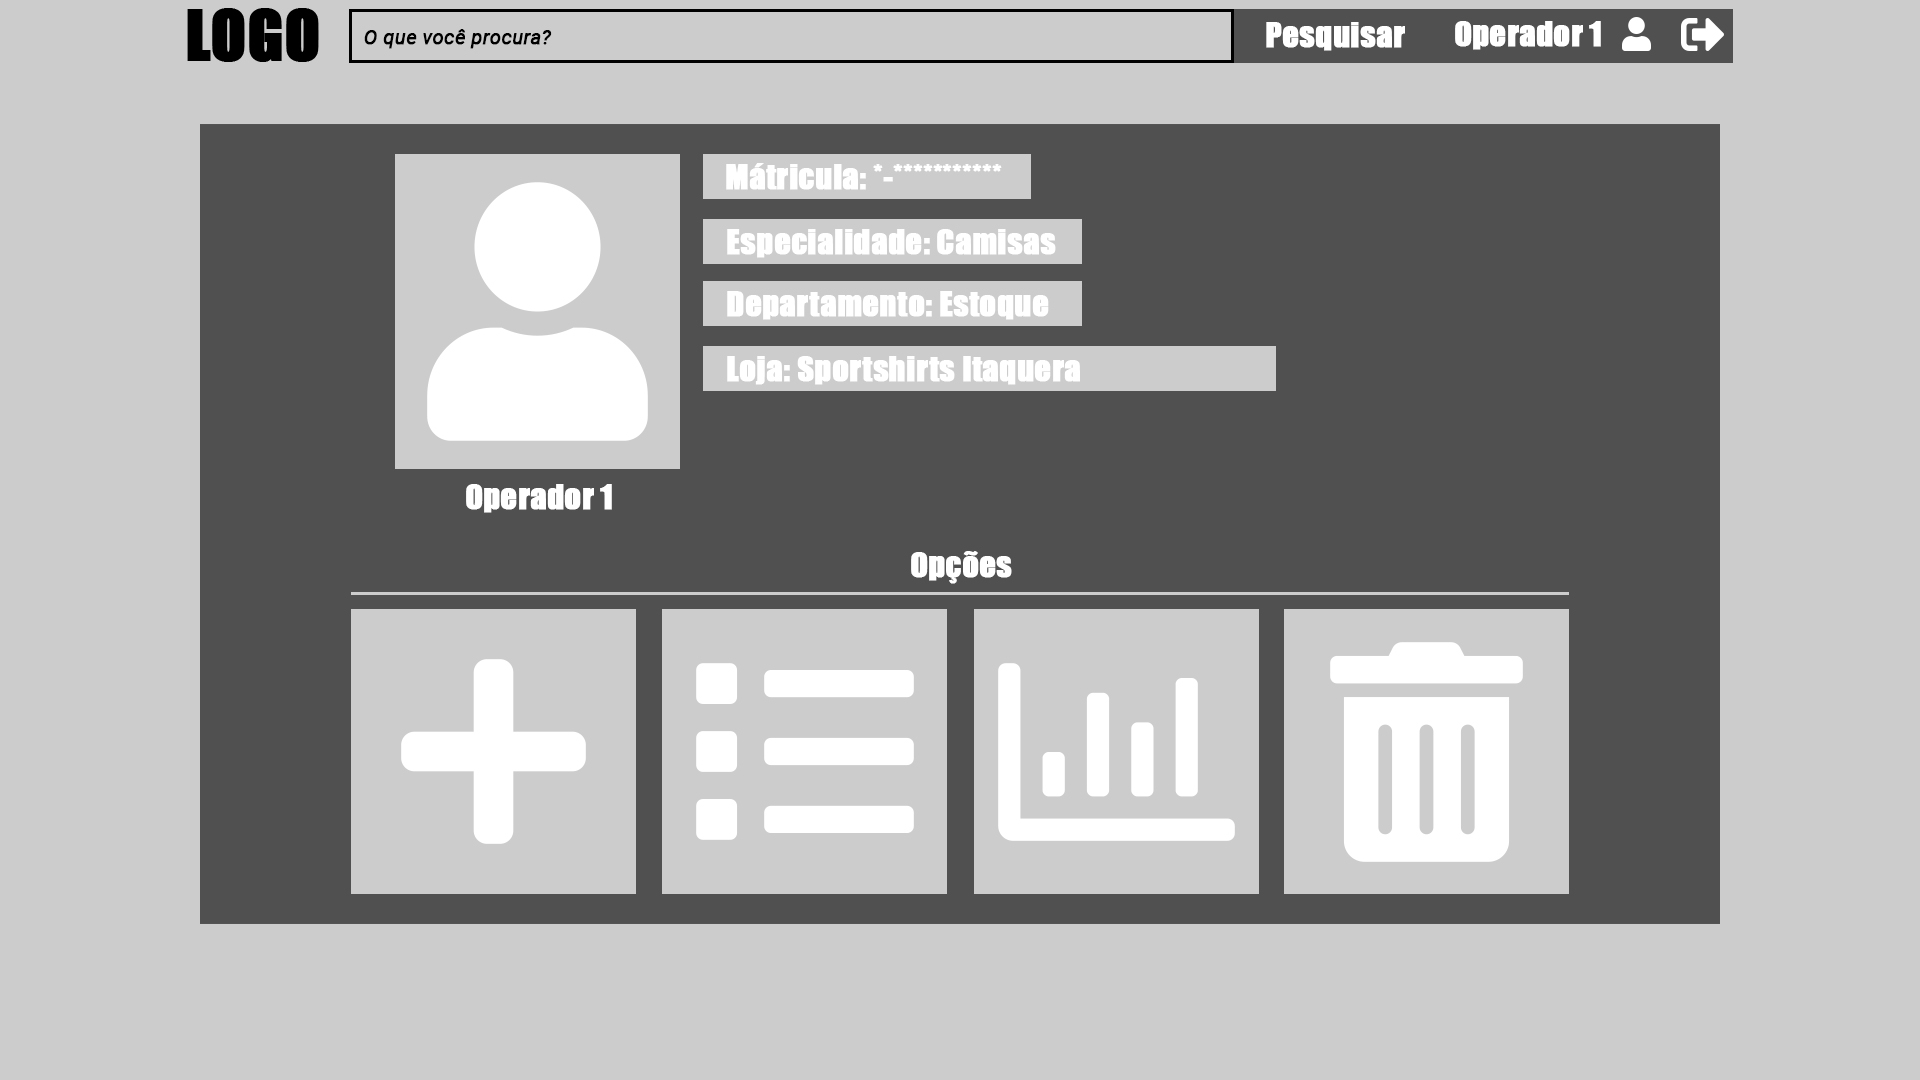 LOGO
O que você procura?
Pesquisar
Operador 1
Mátricula: *-***********
Especialidade: Camisas
Departamento: Estoque
Loja: Sportshirts Itaquera
Operador 1
Opções